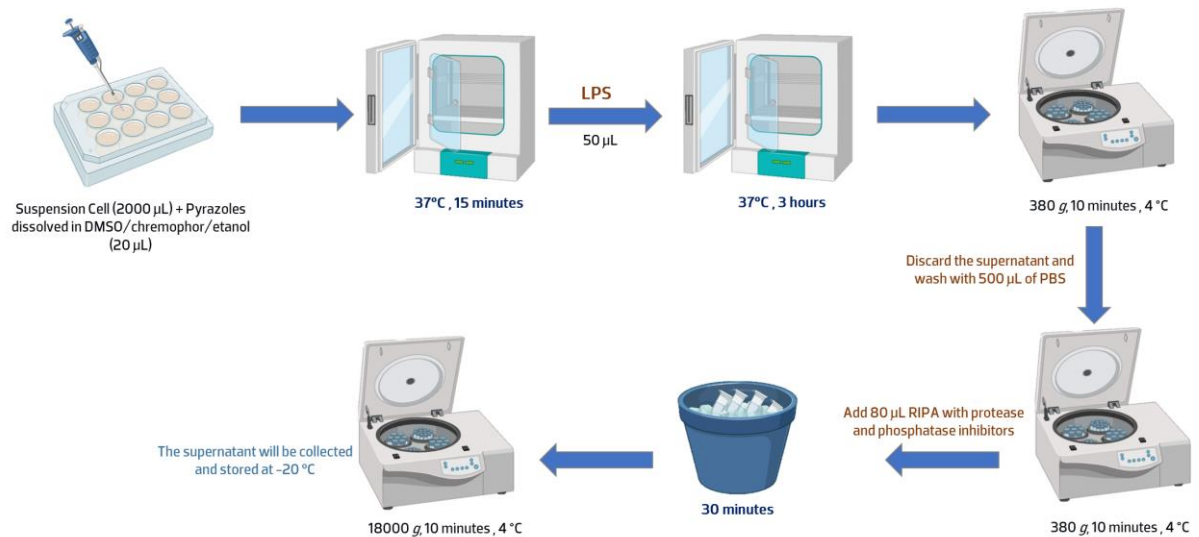 Suspension Cell (2000 µL) + Pyrazoles
dissolved in DMSO/chremophor/etanol
(20 µL)
37°C , 15 minutes
LPS
50 µL
37°C , 3 hours
380 g, 10 minutes , 4 °C
Discard the supernatant and
wash with 500 µL of PBS
380 g, 10 minutes , 4 °C
Add 80 µL RIPA with protease
and phosphatase inhibitors
30 minutes
18000 g, 10 minutes , 4 °C
The supernatant will be collected
and stored at -20 °C